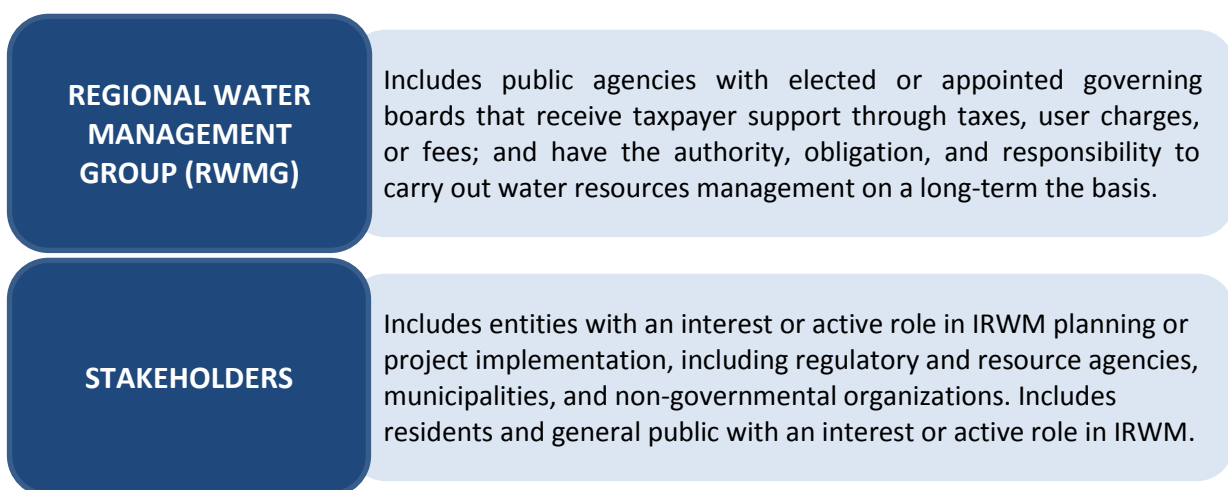 REGIONAL WATER
MANAGEMENT
GROUP (RWMG)
Includes public agencies with elected or appointed governing
boards that receive taxpayer support through taxes, user charges,
or fees; and have the authority, obligation, and responsibility to
carry out water resources management on a long-term the basis.
STAKEHOLDERS
Includes entities with an interest or active role in IRWM planning or
project implementation, including regulatory and resource agencies,
municipalities, and non-governmental organizations. Includes
residents and general public with an interest or active role in IRWM.